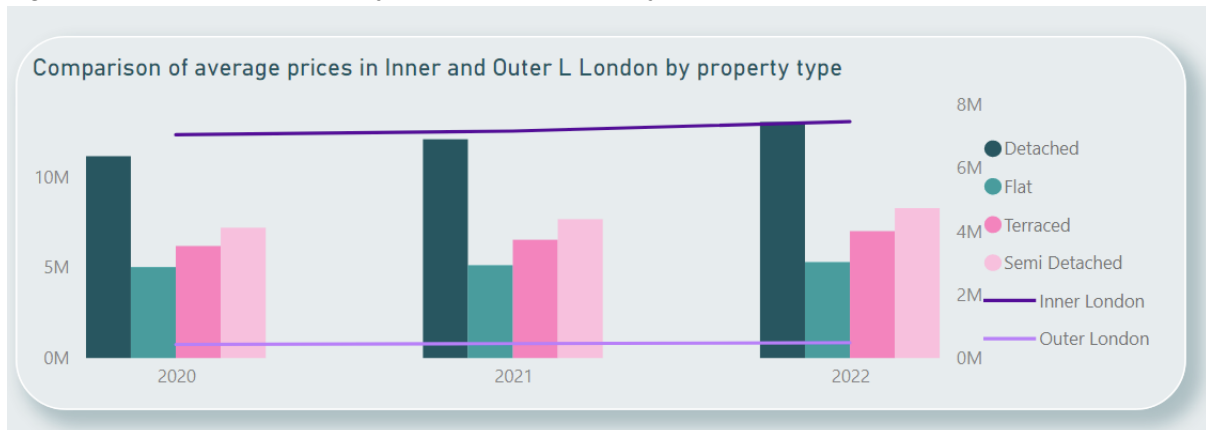 Comparison of average prices in Inner and Outer L London by property type
8M
Detached
10M
6M
Flat
4M
Terraced
5M
Semi Detached
2M
Inner London
Outer London
0M
0M
2020
2021
2022